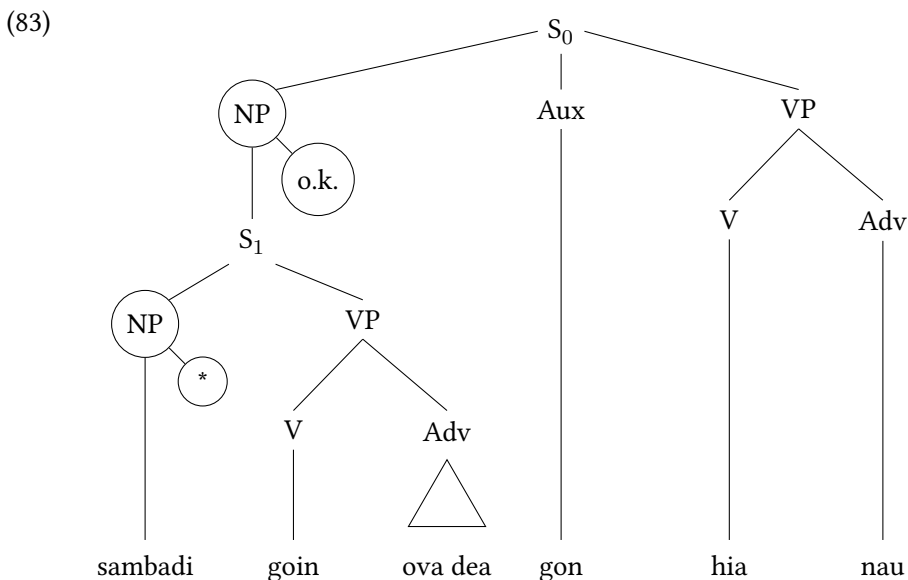 (83)
S₀
NP Aux VP
o.k.
V Adv
S₁
NP VP
*
V Adv
sambadi goin ova dea gon hia nau